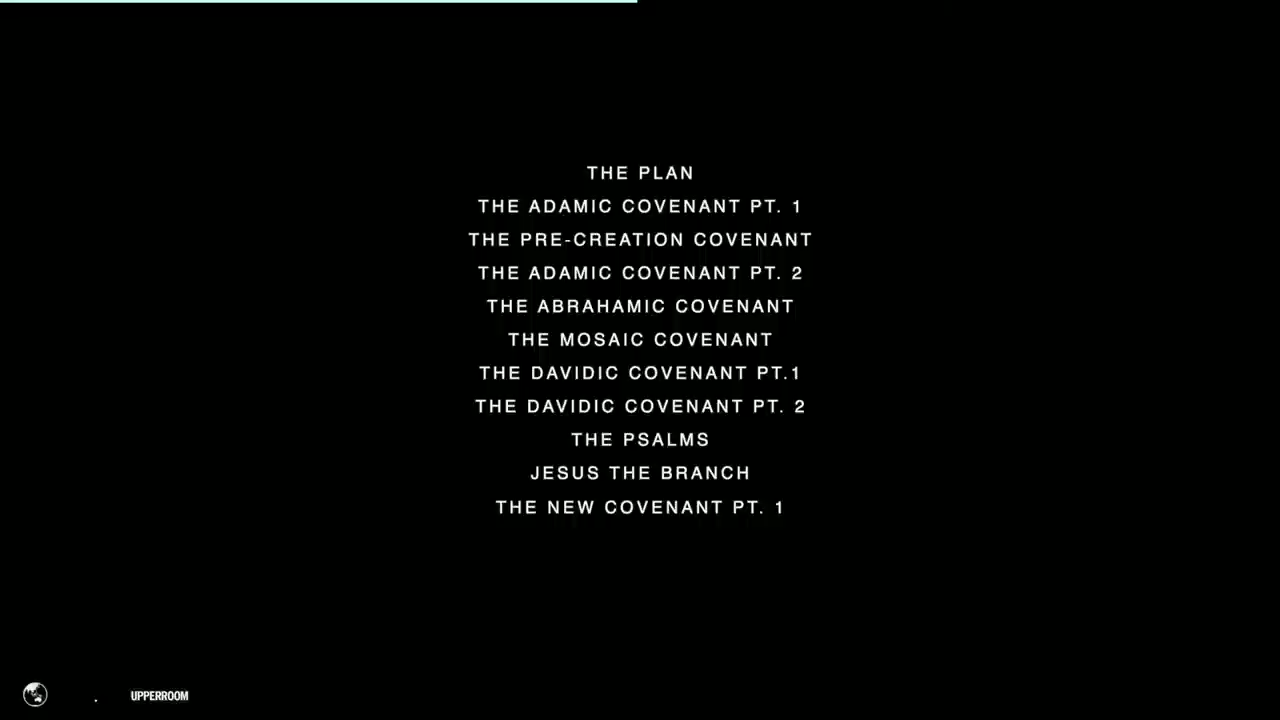 THE PLAN
THE ADAMIC COVENANT PT. 1
THE PRE-CREATION COVENANT
THE ADAMIC COVENANT PT. 2
THE ABRAHAMIC COVENANT
THE MOSAIC COVENANT
THE DAVIDIC COVENANT PT.1
THE DAVIDIC COVENANT PT. 2
THE PSALMS
JESUS THE BRANCH
THE NEW COVENANT PT. 1
UPPERROOM